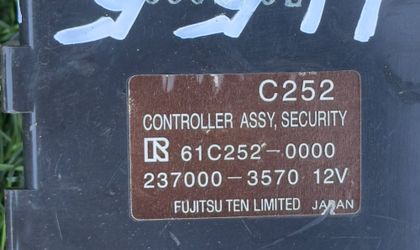 C252
CONTROLLER ASSY, SECURITY
R 61C252-0000
237000-3570 12V
FUJITSU TEN LIMITED JAPAN